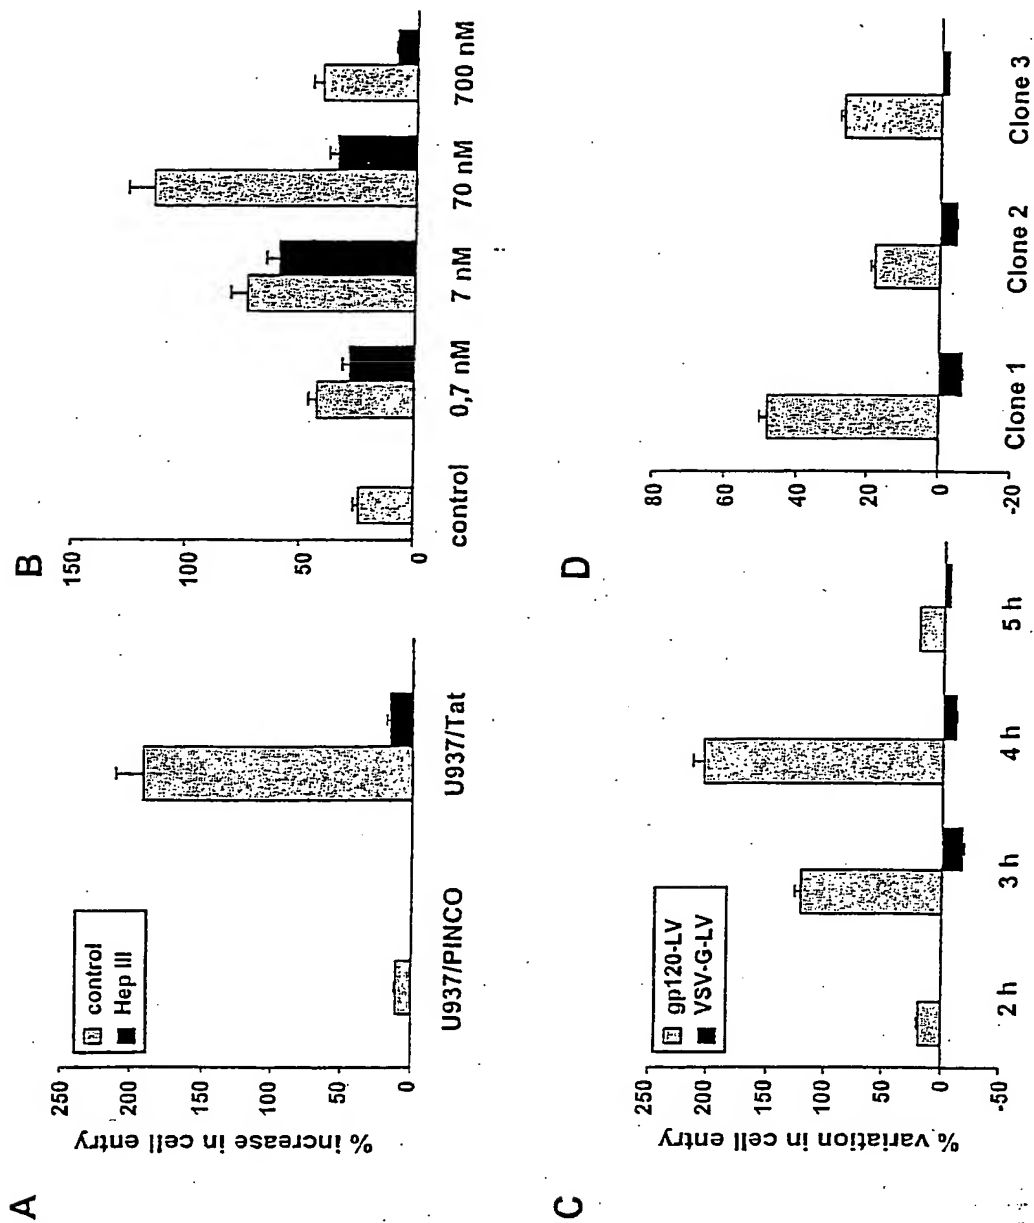 A
% increase in cell entry
250
200
150
100
50
0
control
Hep III
U937/PINCO
U937/Tat
B
150
100
50
0
control
0,7 nM
7 nM
70 nM
700 nM
C
% variation in cell entry
250
200
150
100
50
0
-50
gp120-LV
VSV-G-LV
2 h
3 h
4 h
5 h
D
80
60
40
20
0
-20
Clone 1
Clone 2
Clone 3